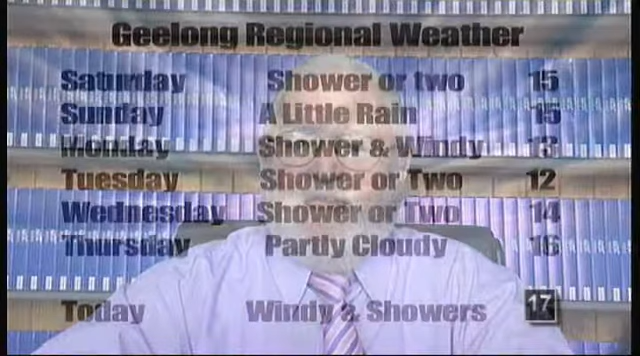 Geelong Regional Weather
Saturday Shower or two 15
Sunday A Little Rain 15
Monday Shower & Windy 13
Tuesday Shower or Two 12
Wednesday Shower or Two 14
Thursday Partly Cloudy 16
Today Windy & Showers 17